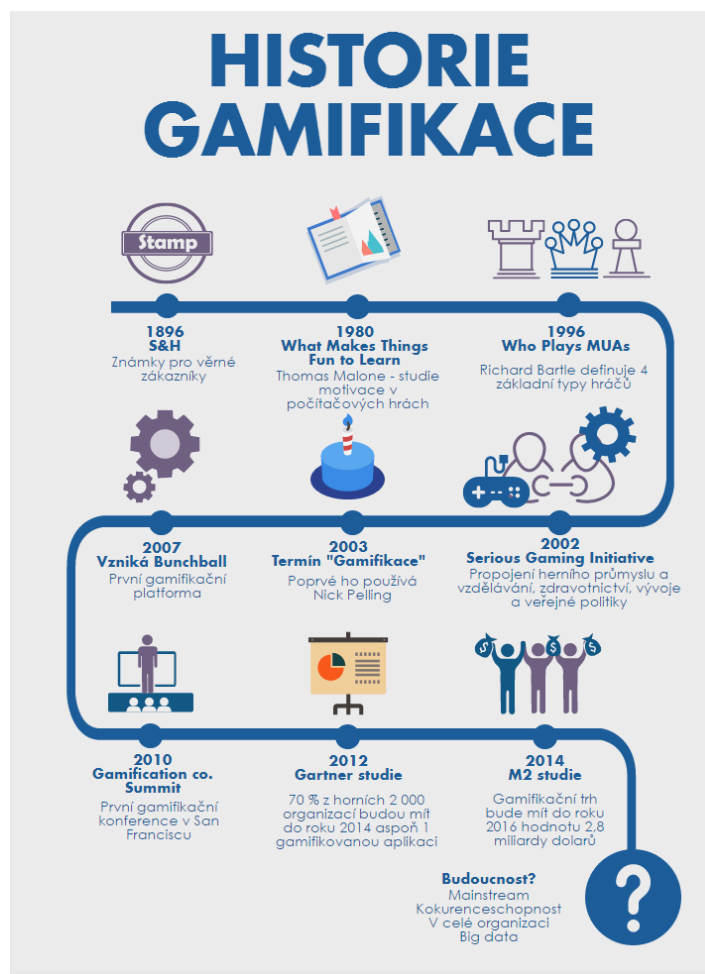 HISTORIE
GAMIFIKACE
Stamp
1896
S&H
Známky pro věrné
zákazníky
1980
What Makes Things
Fun to Learn
Thomas Malone - studie
motivace v
počítačových hrách
1996
Who Plays MUAs
Richard Bartle definuje 4
základní typy hráčů
2002
Serious Gaming Initiative
Propojení herního průmyslu a
vzdělávání, zdravotnictví, vývoje
a veřejné politiky
2003
Termín "Gamifikace"
Poprvé ho používá
Nick Pelling
2007
Vzniká Bunchball
První gamifikační
platforma
2010
Gamification co.
Summit
První gamifikační
konference v San
Franciscu
2012
Gartner studie
70 % z horních 2 000
organizací budou mít
do roku 2014 aspoň 1
gamifikovanou aplikaci
2014
M2 studie
Gamifikační trh
bude mít do roku
2016 hodnotu 2,8
miliardy dolarů
$ $ $
?
Budoucnost?
Mainstream
Kokurenceschopnost
V celé organizaci
Big data